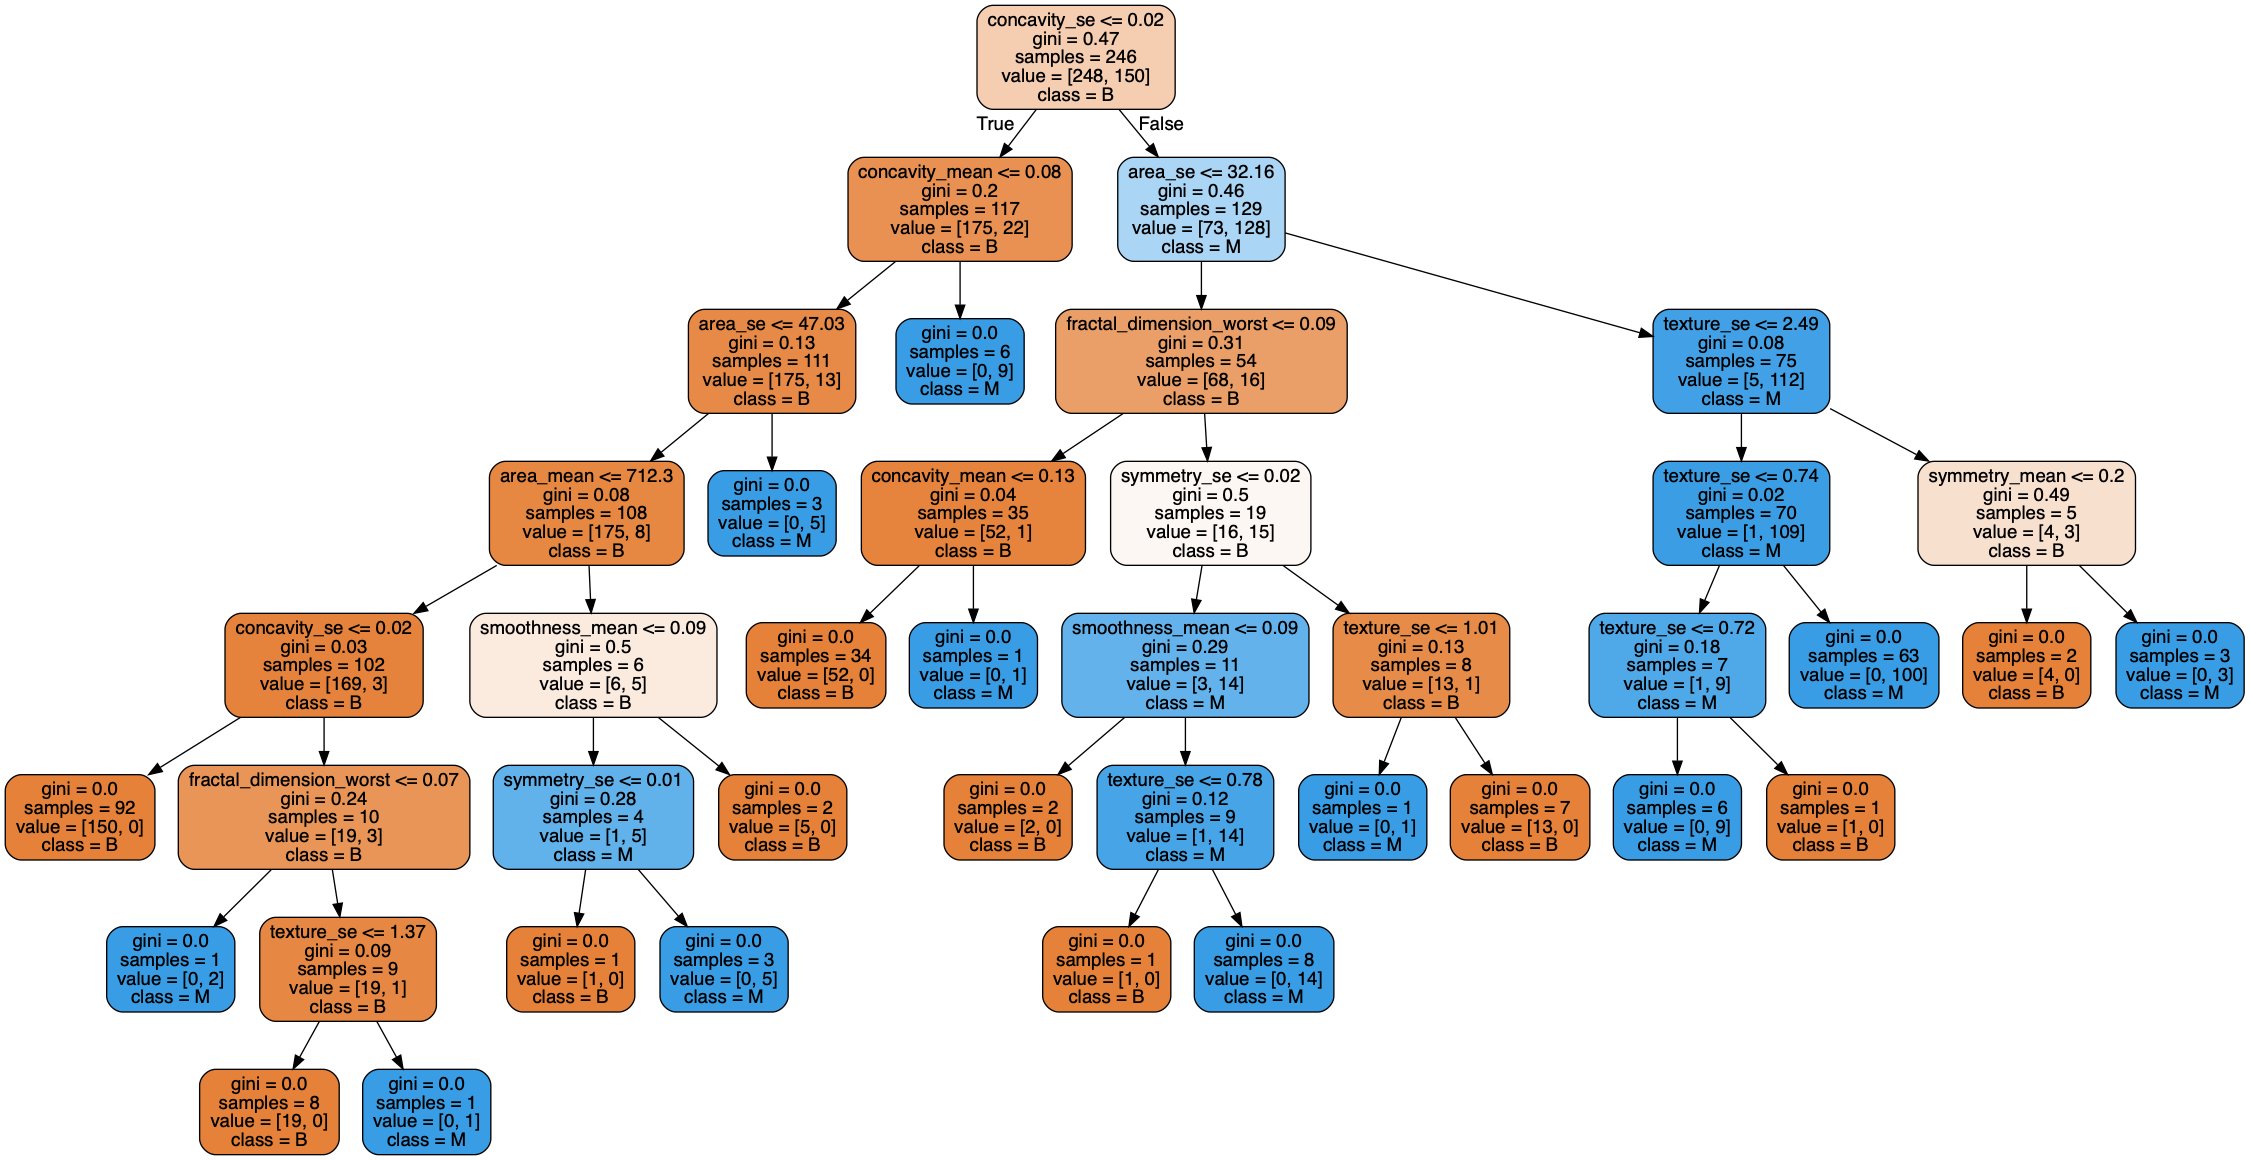 concavity_se <= 0.02
gini = 0.47
samples = 246
value = [248, 150]
class = B
True
False
concavity_mean <= 0.08
gini = 0.2
samples = 117
value = [175, 22]
class = B
area_se <= 32.16
gini = 0.46
samples = 129
value = [73, 128]
class = M
area_se <= 47.03
gini = 0.13
samples = 111
value = [175, 13]
class = B
gini = 0.0
samples = 6
value = [0, 9]
class = M
fractal_dimension_worst <= 0.09
gini = 0.31
samples = 54
value = [68, 16]
class = B
texture_se <= 2.49
gini = 0.08
samples = 75
value = [5, 112]
class = M
area_mean <= 712.3
gini = 0.08
samples = 108
value = [175, 8]
class = B
gini = 0.0
samples = 3
value = [0, 5]
class = M
concavity_mean <= 0.13
gini = 0.04
samples = 35
value = [52, 1]
class = B
symmetry_se <= 0.02
gini = 0.5
samples = 19
value = [16, 15]
class = B
texture_se <= 0.74
gini = 0.02
samples = 70
value = [1, 109]
class = M
symmetry_mean <= 0.2
gini = 0.49
samples = 5
value = [4, 3]
class = B
concavity_se <= 0.02
gini = 0.03
samples = 102
value = [169, 3]
class = B
smoothness_mean <= 0.09
gini = 0.5
samples = 6
value = [6, 5]
class = B
gini = 0.0
samples = 34
value = [52, 0]
class = B
gini = 0.0
samples = 1
value = [0, 1]
class = M
smoothness_mean <= 0.09
gini = 0.29
samples = 11
value = [3, 14]
class = M
texture_se <= 1.01
gini = 0.13
samples = 8
value = [13, 1]
class = B
texture_se <= 0.72
gini = 0.18
samples = 7
value = [1, 9]
class = M
gini = 0.0
samples = 63
value = [0, 100]
class = M
gini = 0.0
samples = 2
value = [4, 0]
class = B
gini = 0.0
samples = 3
value = [0, 3]
class = M
gini = 0.0
samples = 92
value = [150, 0]
class = B
fractal_dimension_worst <= 0.07
gini = 0.24
samples = 10
value = [19, 3]
class = B
symmetry_se <= 0.01
gini = 0.28
samples = 4
value = [1, 5]
class = M
gini = 0.0
samples = 2
value = [5, 0]
class = B
gini = 0.0
samples = 2
value = [2, 0]
class = B
texture_se <= 0.78
gini = 0.12
samples = 9
value = [1, 14]
class = M
gini = 0.0
samples = 1
value = [0, 1]
class = M
gini = 0.0
samples = 7
value = [13, 0]
class = B
gini = 0.0
samples = 6
value = [0, 9]
class = M
gini = 0.0
samples = 1
value = [1, 0]
class = B
gini = 0.0
samples = 1
value = [0, 2]
class = M
texture_se <= 1.37
gini = 0.09
samples = 9
value = [19, 1]
class = B
gini = 0.0
samples = 1
value = [1, 0]
class = B
gini = 0.0
samples = 3
value = [0, 5]
class = M
gini = 0.0
samples = 1
value = [1, 0]
class = B
gini = 0.0
samples = 8
value = [0, 14]
class = M
gini = 0.0
samples = 8
value = [19, 0]
class = B
gini = 0.0
samples = 1
value = [0, 1]
class = M